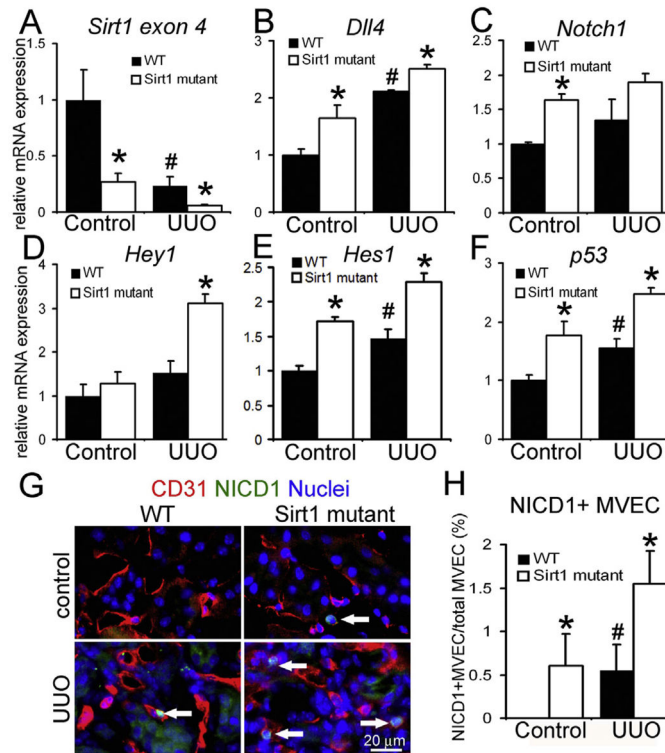 A Sirt1 exon 4
relative mRNA expression
1.5
1
0.5
0
WT
Sirt1 mutant
*
#
*
Control UUO
B Dll4
3
2
1
0
WT
Sirt1 mutant
*
#
*
Control UUO
C Notch1
2.5
2
1.5
1
0.5
0
WT
Sirt1 mutant
*
Control UUO
D Hey1
relative mRNA expression
4
3
2
1
0
WT
Sirt1 mutant
*
Control UUO
E Hes1
2.5
2
1.5
1
0.5
0
WT
Sirt1 mutant
*
#
*
Control UUO
F p53
3
2
1
0
WT
Sirt1 mutant
*
#
*
Control UUO
G CD31 NICD1 Nuclei
WT Sirt1 mutant
control
UUO
20 μm
H NICD1+ MVEC
NICD1+MVEC/total MVEC (%)
2
1.5
1
0.5
0
WT
Sirt1 mutant
*
#
*
Control UUO